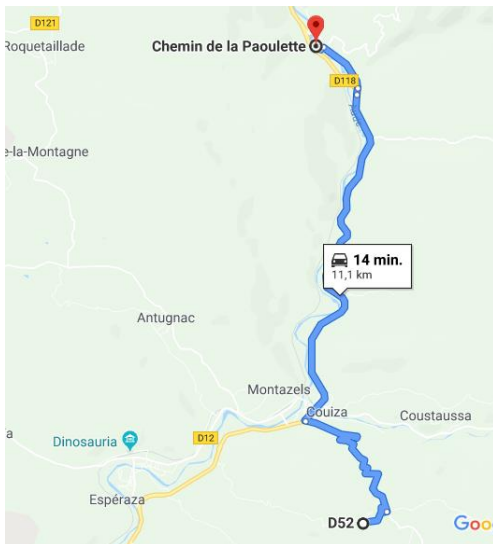 D121
Roquetaillade
Chemin de la Paoulette
D118
Aude
e-la-Montagne
14 min.
11,1 km
Antugnac
Montazels
Couiza
Coustaussa
a
D12
Dinosauria
Espéraza
D52
Goo